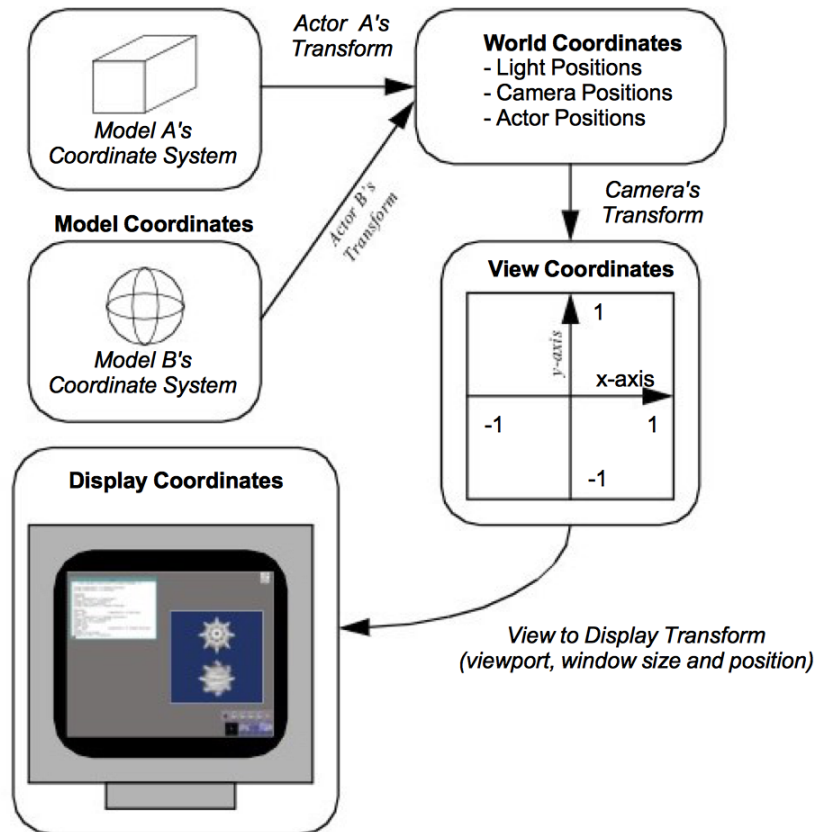 Actor A's
Transform
World Coordinates
- Light Positions
- Camera Positions
- Actor Positions
Model A's
Coordinate System
Actor B's
Transform
Camera's
Transform
Model Coordinates
Model B's
Coordinate System
View Coordinates
1
y-axis
x-axis
-1
1
-1
Display Coordinates
View to Display Transform
(viewport, window size and position)